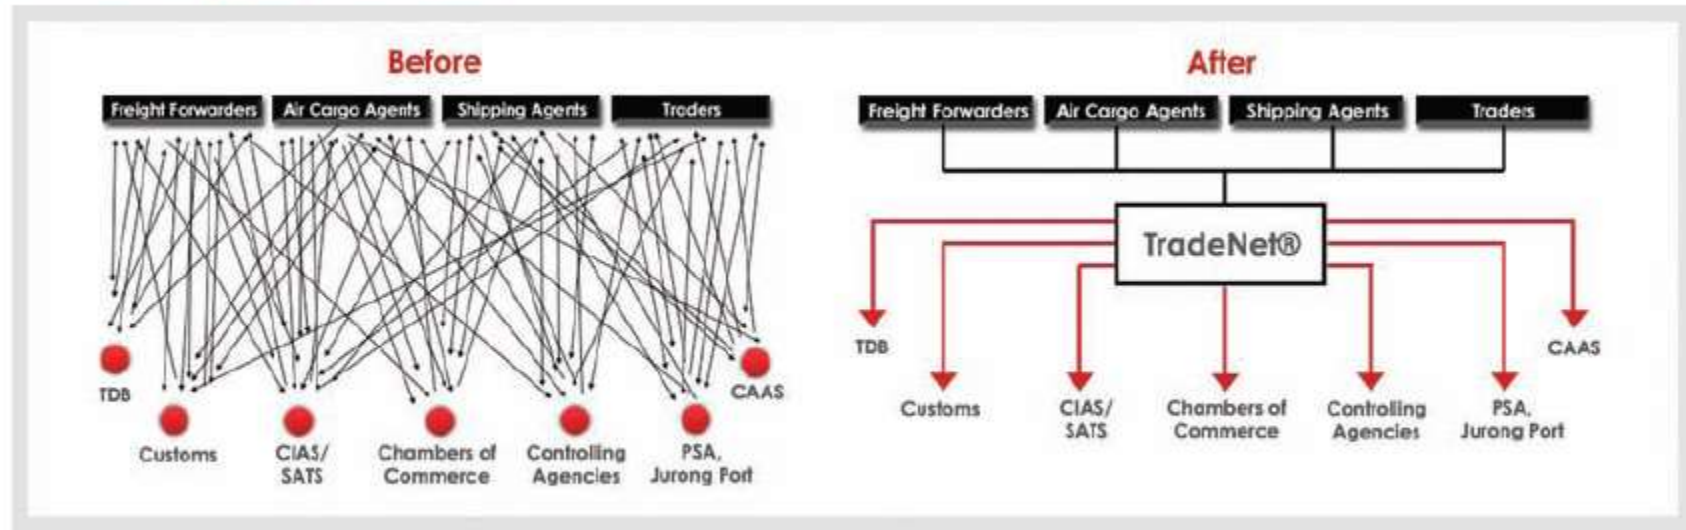 Before
Freight Forwarders
Air Cargo Agents
Shipping Agents
Traders
TDB
Customs
CIAS/
SATS
Chambers of
Commerce
Controlling
Agencies
PSA,
Jurong Port
CAAS
After
Freight Forwarders
Air Cargo Agents
Shipping Agents
Traders
TradeNet®
TDB
Customs
CIAS/
SATS
Chambers of
Commerce
Controlling
Agencies
PSA,
Jurong Port
CAAS